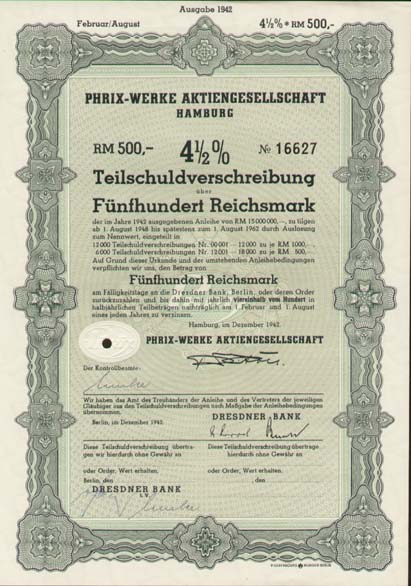 Ausgabe 1942
Februar/August 4½% * RM 500,-
PHRIX-WERKE AKTIENGESELLSCHAFT
HAMBURG
RM 500,- 4½% № 16627
Teilschuldverschreibung
über
Fünfhundert Reichsmark
der im Jahre 1942 ausgegebenen Anleihe von RM 15 000 000,—, zu tilgen
ab 1. August 1948 bis spätestens zum 1. August 1962 durch Auslosung
zum Nennwert, eingeteilt in
12 000 Teilschuldverschreibungen Nr. 00 001 – 12 000 zu je RM 1000,—,
6 000 Teilschuldverschreibungen Nr. 12 001 – 18 000 zu je RM 500,—.
Auf Grund dieser Urkunde und der umstehenden Anleihebedingungen
verpflichten wir uns, den Betrag von
Fünfhundert Reichsmark
am Fälligkeitstage an die Dresdner Bank, Berlin, oder deren Order
zurückzuzahlen und bis dahin mit jährlich viereinhalb vom Hundert in
halbjährlichen Teilbeträgen nachträglich am 1. Februar und 1. August
eines jeden Jahres zu verzinsen.
Hamburg, im Dezember 1942.
PHRIX-WERKE AKTIENGESELLSCHAFT
Der Kontrollbeamte:
Wir haben das Amt des Treuhänders der Anleihe und des Vertreters der jeweiligen
Gläubiger aus den Teilschuldverschreibungen nach Maßgabe der Anleihebedingungen
übernommen.
Berlin, im Dezember 1942. DRESDNER BANK
Diese Teilschuldverschreibung übertra-
gen wir hierdurch ohne Gewähr an
oder Order, Wert erhalten.
Berlin, den
DRESDNER BANK
i. V.
Diese Teilschuldverschreibung übertrage
wir hierdurch ohne Gewähr an
oder Order, Wert erhalten.
, den